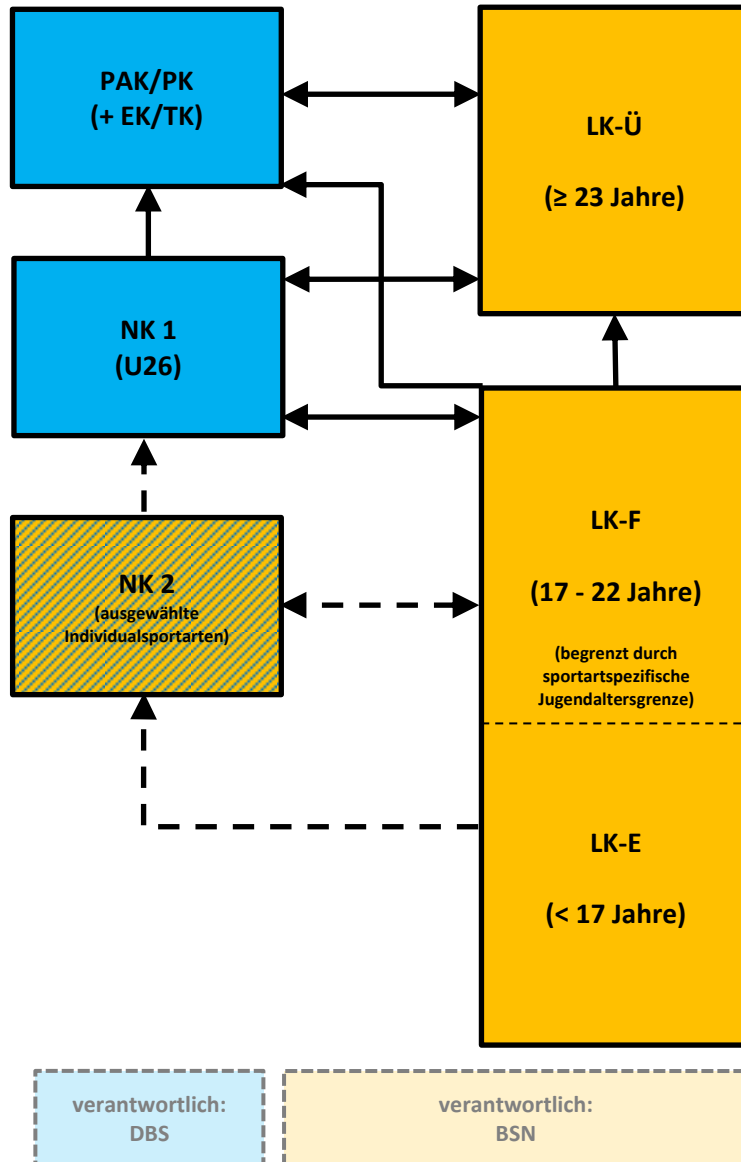 PAK/PK
(+ EK/TK)
LK-Ü
(≥ 23 Jahre)
NK 1
(U26)
NK 2
(ausgewählte
Individualsportarten)
LK-F
(17 - 22 Jahre)
(begrenzt durch
sportartspezifische
Jugendaltersgrenze)
LK-E
(< 17 Jahre)
verantwortlich:
DBS
verantwortlich:
BSN